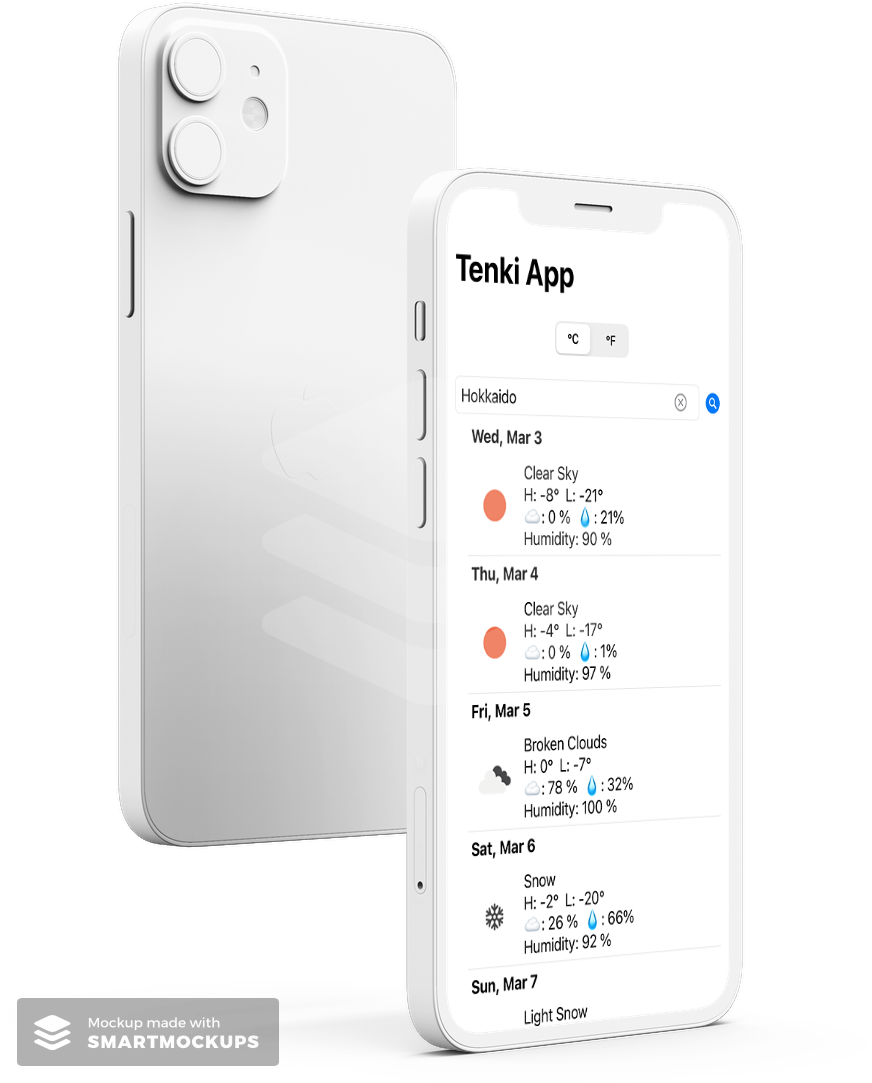 Tenki App
°C °F
Hokkaido
Wed, Mar 3
Clear Sky
H: -8° L: -21°
: 0 % : 21%
Humidity: 90 %
Thu, Mar 4
Clear Sky
H: -4° L: -17°
: 0 % : 1%
Humidity: 97 %
Fri, Mar 5
Broken Clouds
H: 0° L: -7°
: 78 % : 32%
Humidity: 100 %
Sat, Mar 6
Snow
H: -2° L: -20°
: 26 % : 66%
Humidity: 92 %
Sun, Mar 7
Light Snow
Mockup made with
SMARTMOCKUPS